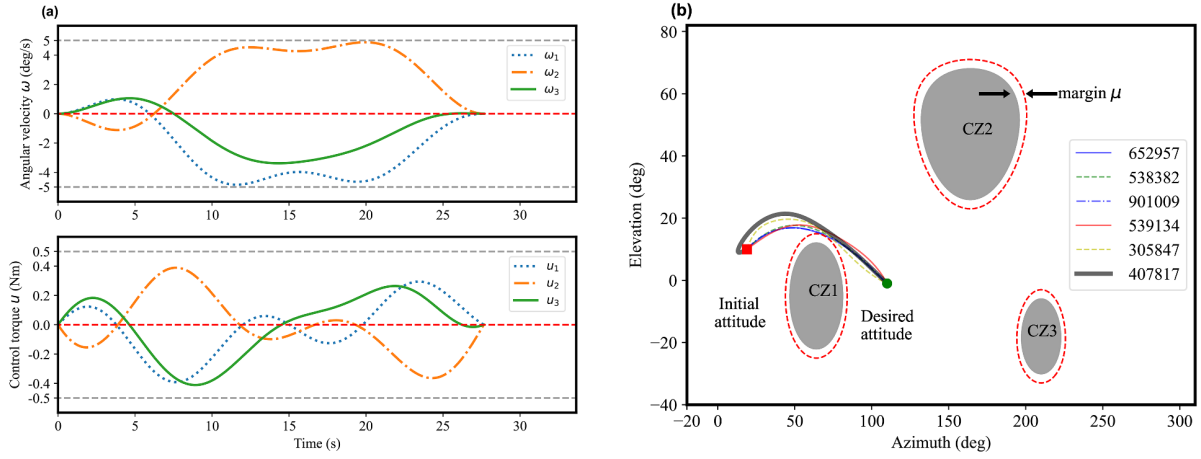 (a)
Angular velocity ω (deg/s)
5
4
2
0
-2
-4
-5
ω1
ω2
ω3
0
5
10
15
20
25
30
Control torque u (Nm)
0.5
0.4
0.2
0.0
-0.2
-0.4
-0.5
u1
u2
u3
0
5
10
15
20
25
30
Time (s)
(b)
Elevation (deg)
80
60
40
20
0
−20
−40
CZ2
margin μ
652957
538382
901009
539134
305847
407817
CZ1
CZ3
Initial
attitude
Desired
attitude
−20
0
50
100
150
200
250
300
Azimuth (deg)